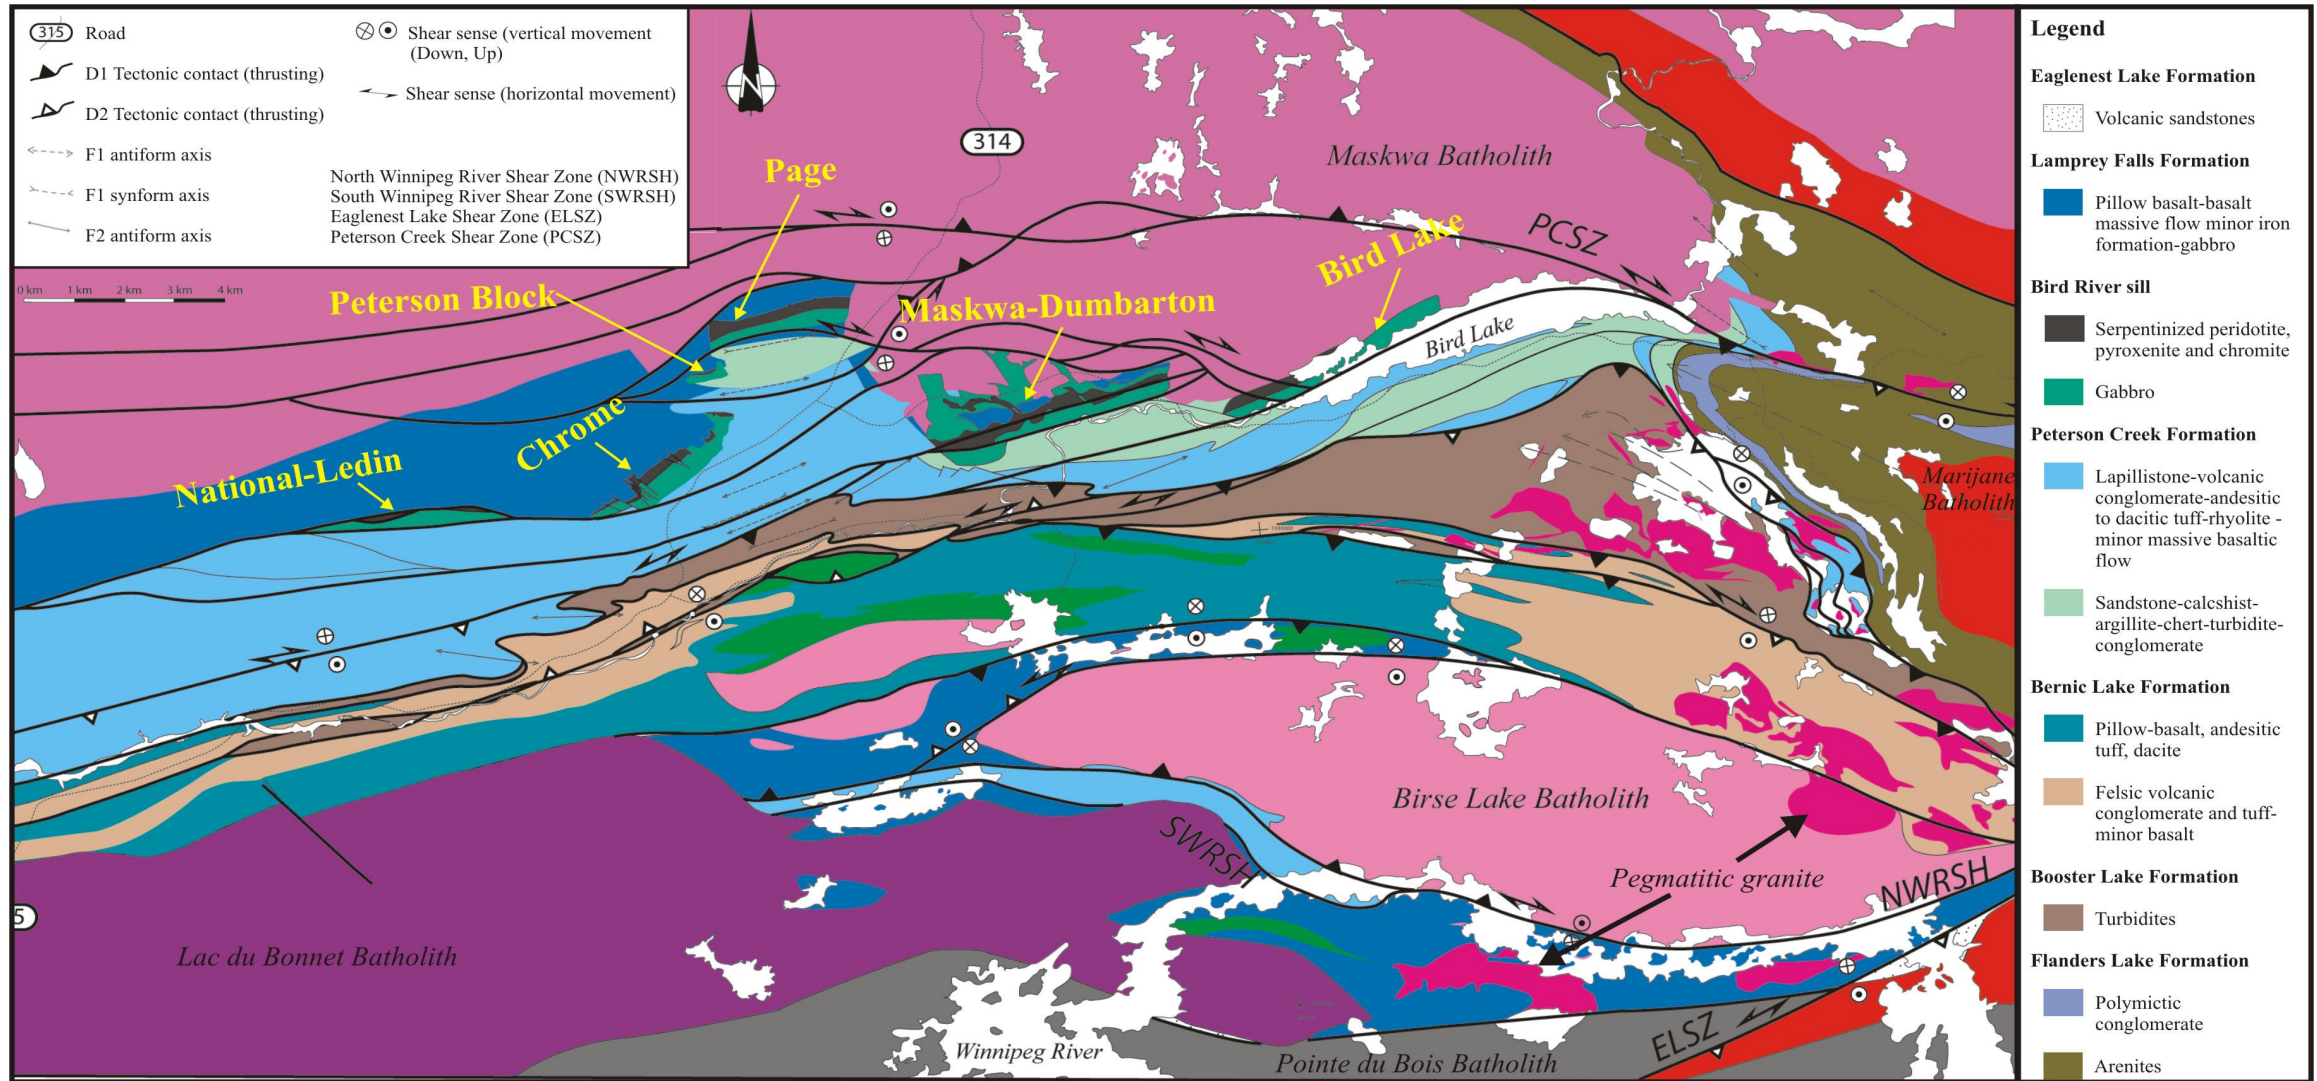 315 Road
D1 Tectonic contact (thrusting)
D2 Tectonic contact (thrusting)
F1 antiform axis
F1 synform axis
F2 antiform axis
Shear sense (vertical movement
(Down, Up)
Shear sense (horizontal movement)
North Winnipeg River Shear Zone (NWRSH)
South Winnipeg River Shear Zone (SWRSH)
Eaglenest Lake Shear Zone (ELSZ)
Peterson Creek Shear Zone (PCSZ)
0 km 1 km 2 km 3 km 4 km
N
314
Maskwa Batholith
Page
PCSZ
Bird Lake
Peterson Block
Maskwa-Dumbarton
Bird Lake
Chrome
National-Ledin
Marijane
Batholith
Birse Lake Batholith
SWRSH
Pegmatitic granite
NWRSH
5
Lac du Bonnet Batholith
Winnipeg River
Pointe du Bois Batholith
ELSZ
Legend
Eaglenest Lake Formation
Volcanic sandstones
Lamprey Falls Formation
Pillow basalt-basalt
massive flow minor iron
formation-gabbro
Bird River sill
Serpentinized peridotite,
pyroxenite and chromite
Gabbro
Peterson Creek Formation
Lapillistone-volcanic
conglomerate-andesitic
to dacitic tuff-rhyolite -
minor massive basaltic
flow
Sandstone-calcshist-
argillite-chert-turbidite-
conglomerate
Bernic Lake Formation
Pillow-basalt, andesitic
tuff, dacite
Felsic volcanic
conglomerate and tuff-
minor basalt
Booster Lake Formation
Turbidites
Flanders Lake Formation
Polymictic
conglomerate
Arenites